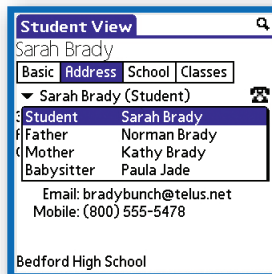 Student View
Sarah Brady
Basic Address School Classes
Sarah Brady (Student)
Student Sarah Brady
Father Norman Brady
Mother Kathy Brady
Babysitter Paula Jade
Email: bradybunch@telus.net
Mobile: (800) 555-5478
Bedford High School